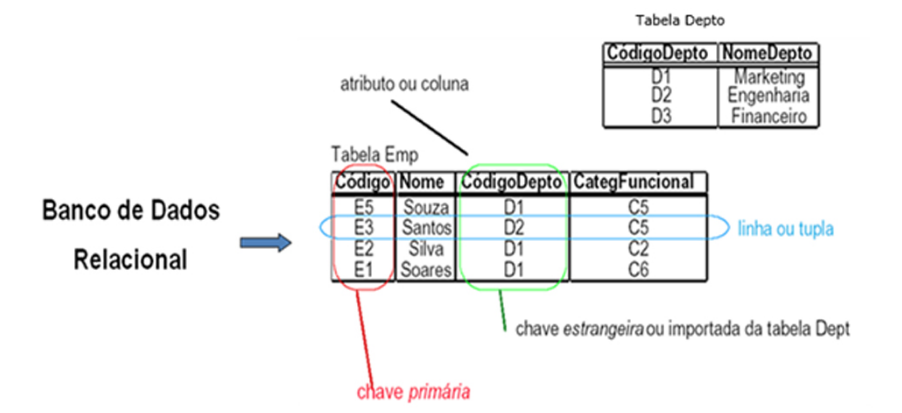 Tabela Depto
CódigoDepto NomeDepto
D1 Marketing
D2 Engenharia
D3 Financeiro
atributo ou coluna
Tabela Emp
Código Nome CódigoDepto CategFuncional
E5 Souza D1 C5
E3 Santos D2 C5
E2 Silva D1 C2
E1 Soares D1 C6
Banco de Dados
Relacional
linha ou tupla
chave estrangeira ou importada da tabela Dept
chave primária